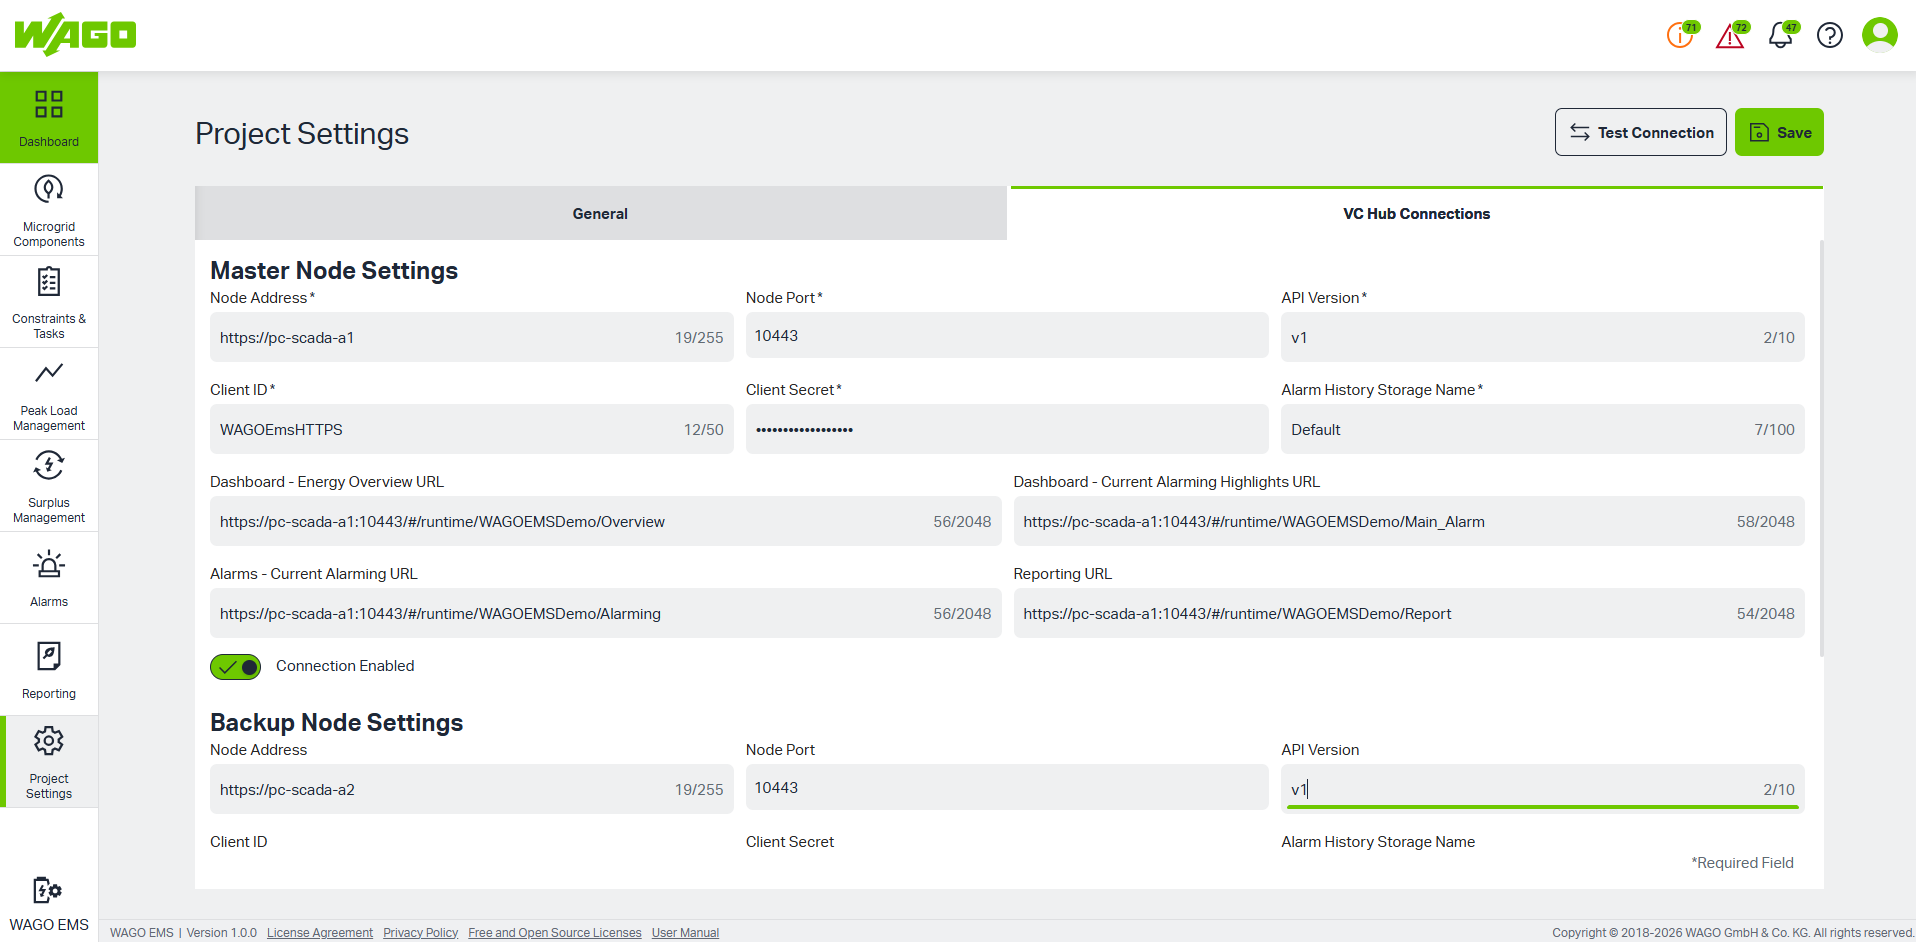 WAGO
71
72
47
Dashboard
Microgrid
Components
Constraints &
Tasks
Peak Load
Management
Surplus
Management
Alarms
Reporting
Project
Settings
WAGO EMS
Project Settings
Test Connection
Save
General
VC Hub Connections
Master Node Settings
Node Address* Node Port* API Version*
https://pc-scada-a1 19/255 10443 v1 2/10
Client ID* Client Secret* Alarm History Storage Name*
WAGOEmsHTTPS 12/50 •••••••••••••••••• Default 7/100
Dashboard - Energy Overview URL Dashboard - Current Alarming Highlights URL
https://pc-scada-a1:10443/#/runtime/WAGOEMSDemo/Overview 56/2048 https://pc-scada-a1:10443/#/runtime/WAGOEMSDemo/Main_Alarm 58/2048
Alarms - Current Alarming URL Reporting URL
https://pc-scada-a1:10443/#/runtime/WAGOEMSDemo/Alarming 56/2048 https://pc-scada-a1:10443/#/runtime/WAGOEMSDemo/Report 54/2048
Connection Enabled
Backup Node Settings
Node Address Node Port API Version
https://pc-scada-a2 19/255 10443 v1 2/10
Client ID Client Secret Alarm History Storage Name
*Required Field
WAGO EMS | Version 1.0.0 License Agreement Privacy Policy Free and Open Source Licenses User Manual Copyright © 2018-2026 WAGO GmbH & Co. KG. All rights reserved.